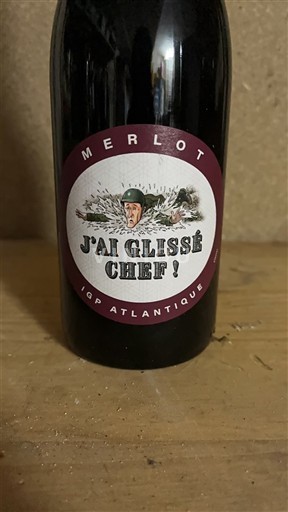 MERLOT
J'AI GLISSÉ
CHEF !
IGP ATLANTIQUE